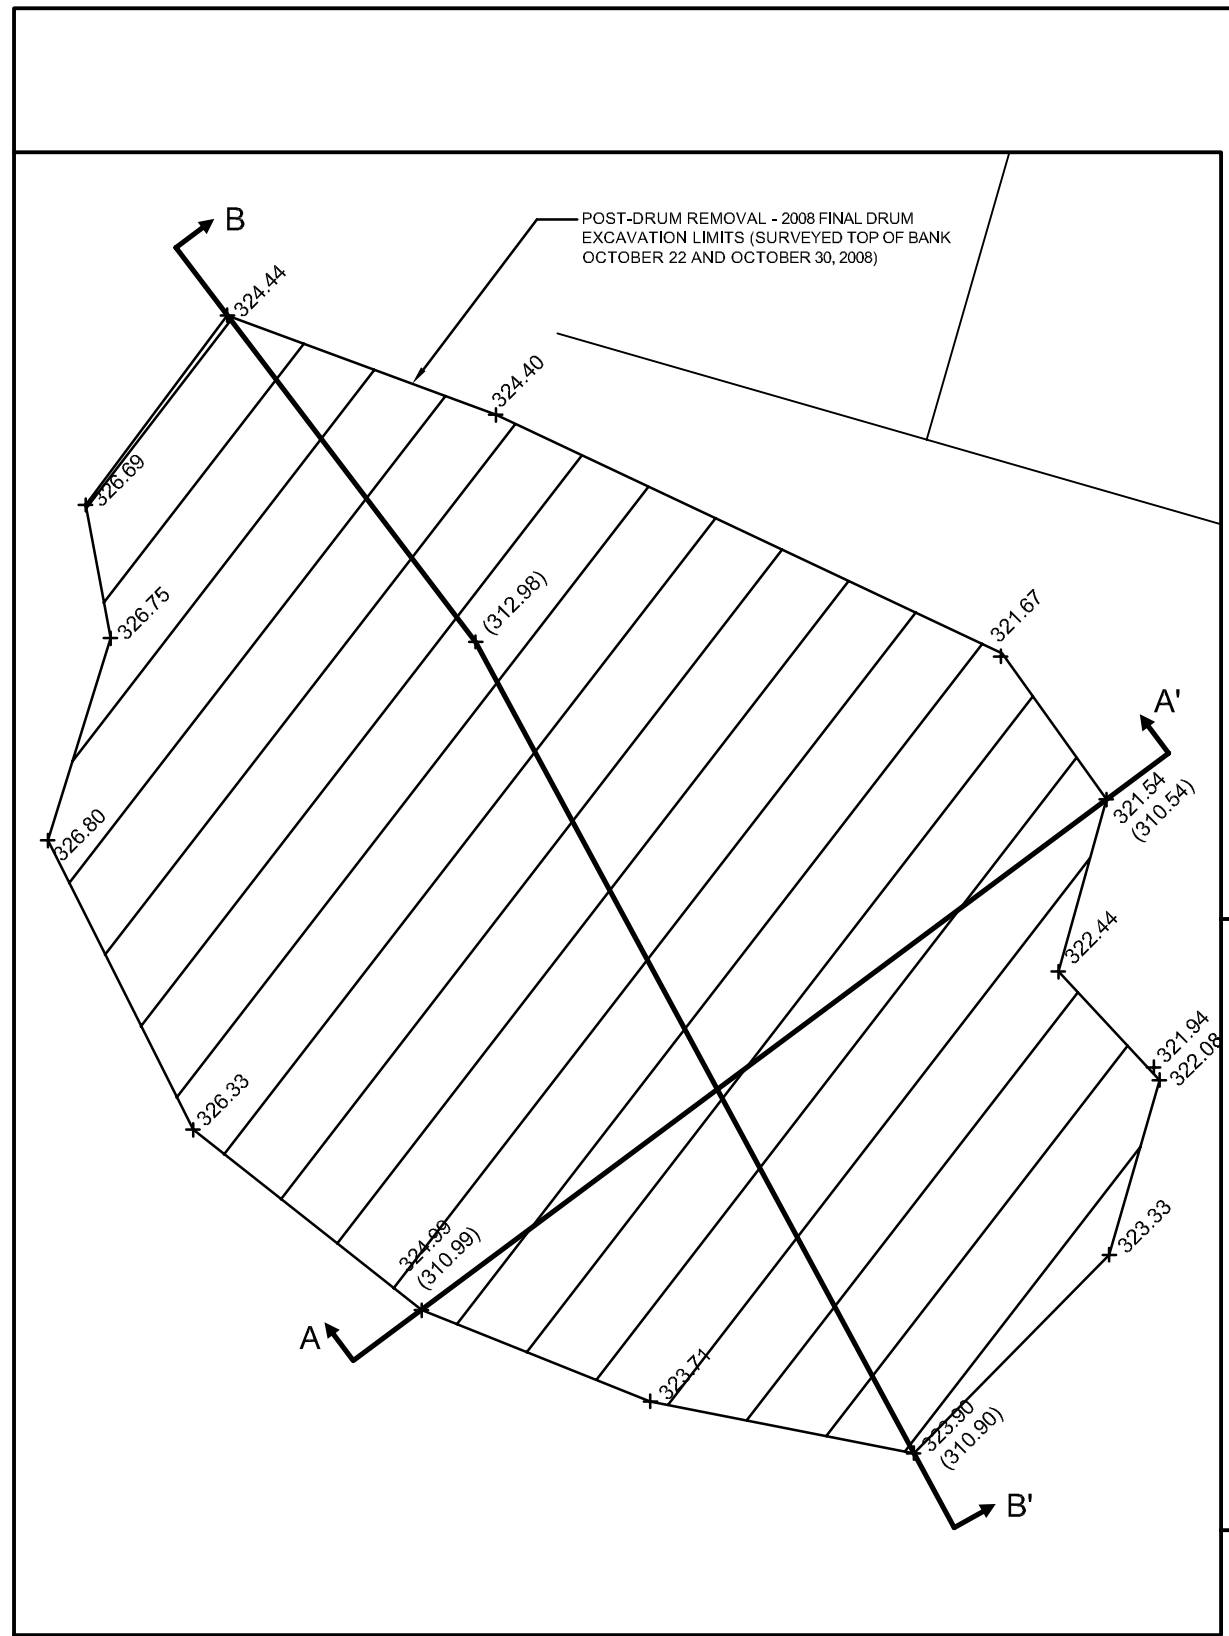 B
POST-DRUM REMOVAL - 2008 FINAL DRUM
EXCAVATION LIMITS (SURVEYED TOP OF BANK
OCTOBER 22 AND OCTOBER 30, 2008)
324.44
324.40
326.69
326.75
(312.98)
321.67
A'
321.54
(310.54)
326.80
322.44
321.94
322.08
326.33
323.33
324.99
(310.99)
A
323.71
323.90
(310.90)
B'